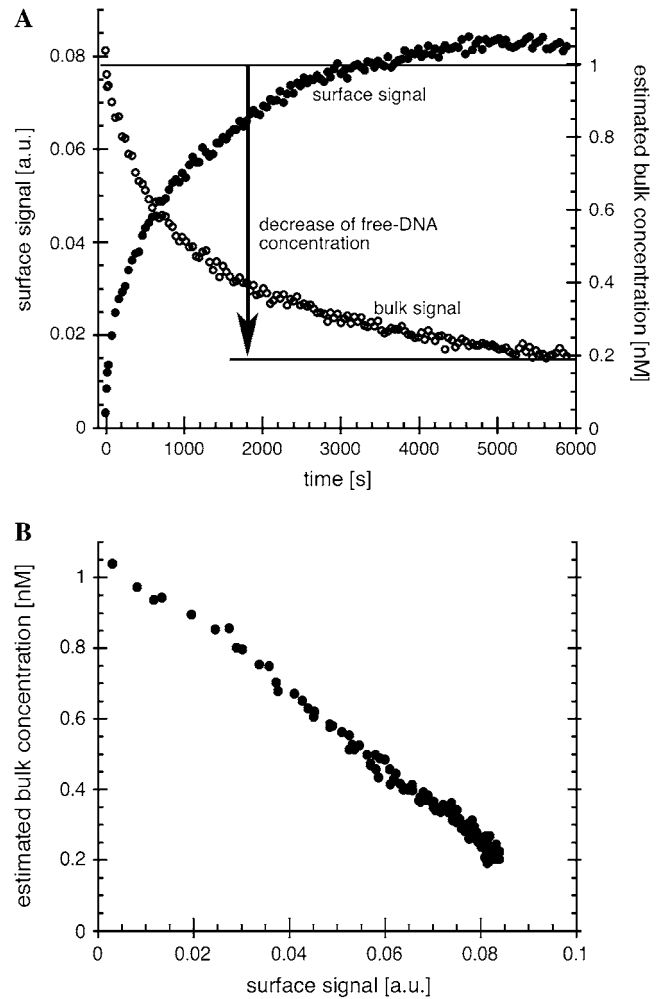 A
0.08
0.06
0.04
0.02
0
surface signal [a.u.]
1
0.8
0.6
0.4
0.2
0
estimated bulk concentration [nM]
surface signal
decrease of free-DNA
concentration
bulk signal
0 1000 2000 3000 4000 5000 6000
time [s]
B
1
0.8
0.6
0.4
0.2
0
estimated bulk concentration [nM]
0 0.02 0.04 0.06 0.08 0.1
surface signal [a.u.]